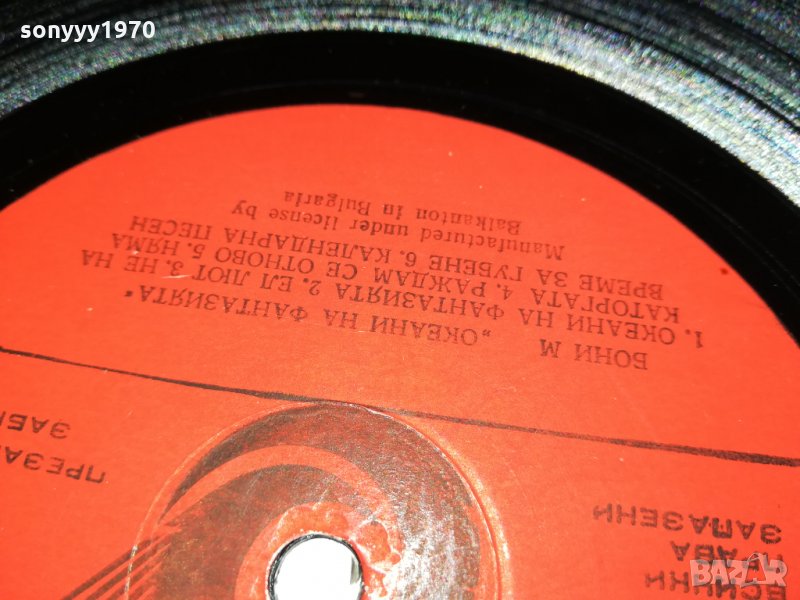 sonyyy1970
БОНИ М „ОКЕАНИ НА ФАНТАЗИЯТА"
1. ОКЕАНИ НА ФАНТАЗИЯТА 2. ЕЛ ЛЮТ 3. НЕ НА
КАТОРГАТА 4. РАЖДАМ СЕ ОТНОВО 5. НЯМА
ВРЕМЕ ЗА ГУБЕНЕ 6. КАЛЕНДАРНА ПЕСЕН
Manufactured under license by
Balkanton in Bulgaria
ВСИЧКИ
ПРАВА
ЗАПАЗЕНИ
BAZAR